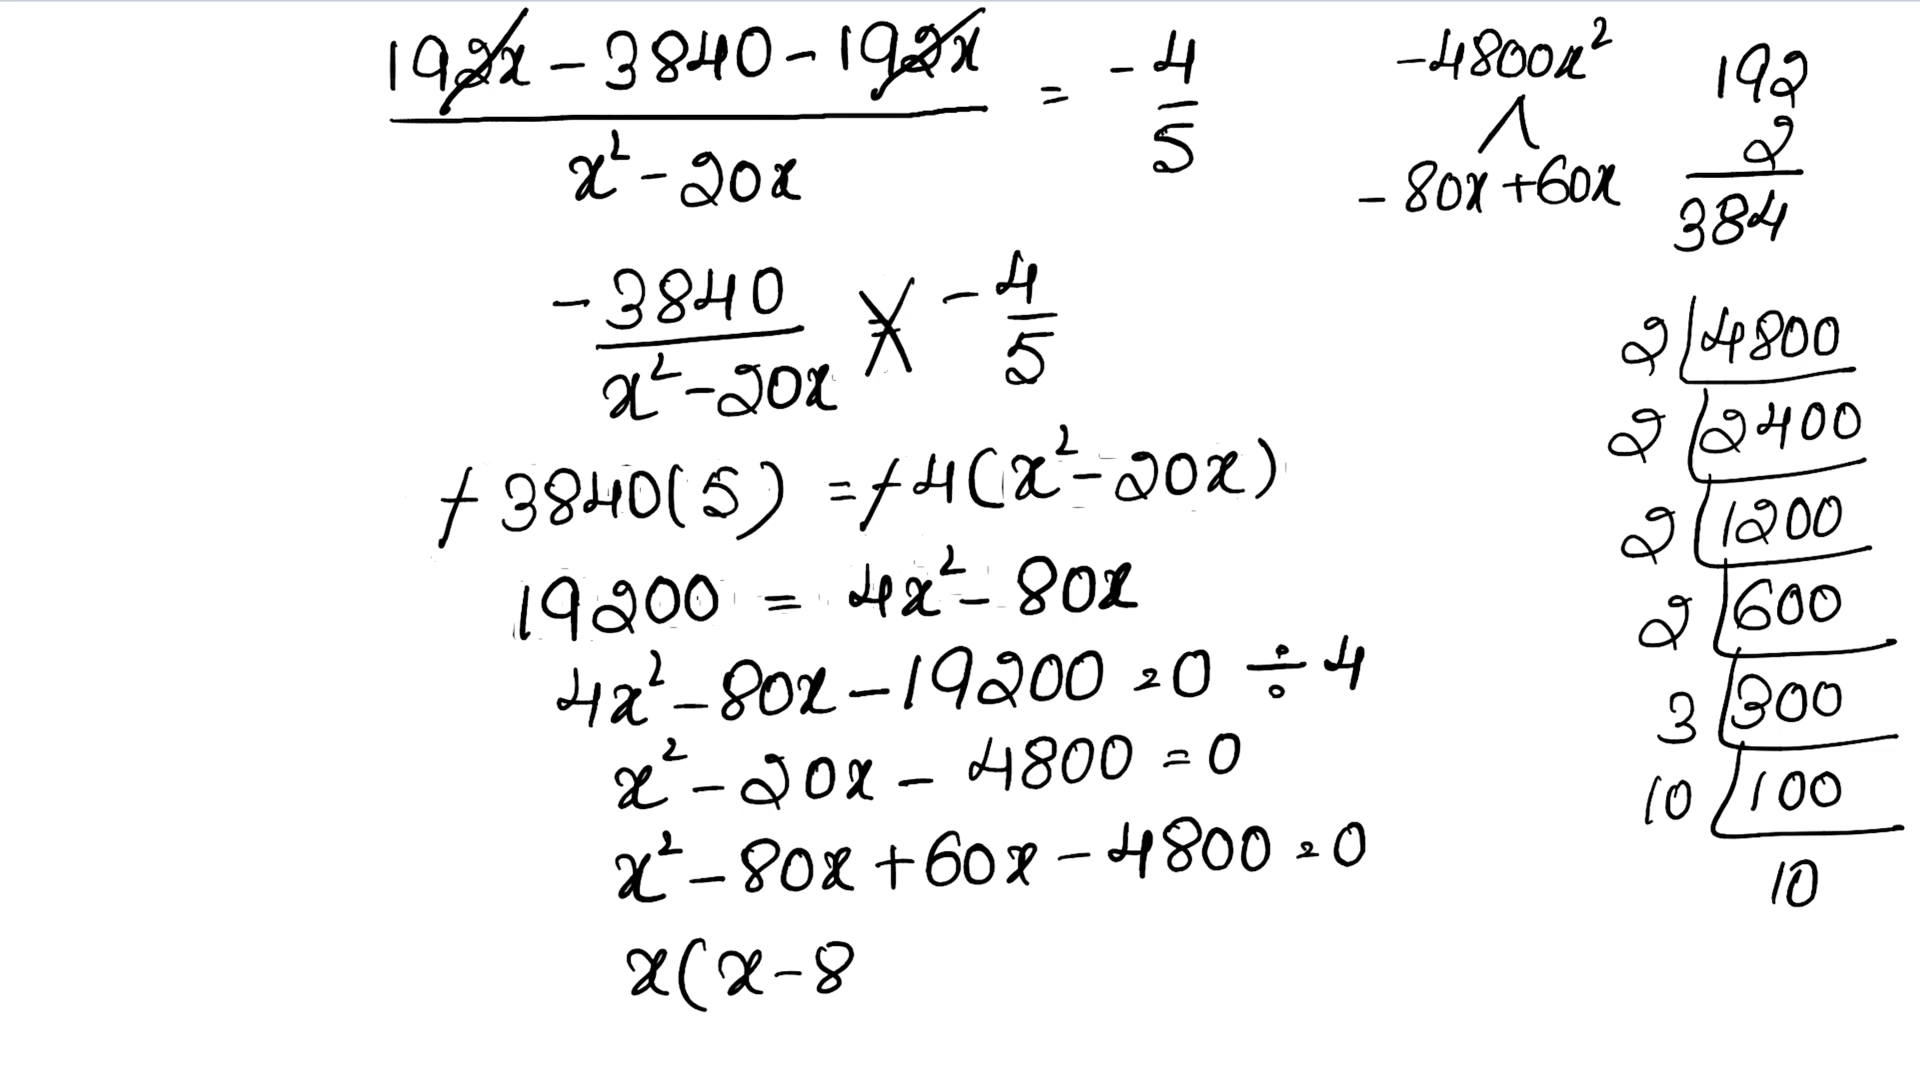 192x - 3840 - 192x / x² - 20x = -4/5
-3840 / x² - 20x = -4/5
-3840(5) = -4(x² - 20x)
19200 = 4x² - 80x
4x² - 80x - 19200 = 0 ÷ 4
x² - 20x - 4800 = 0
x² - 80x + 60x - 4800 = 0
x(x - 8
-4800x²
-80x + 60x
192
2
384
2 | 4800
2 | 2400
2 | 1200
2 | 600
3 | 300
10 | 100
10